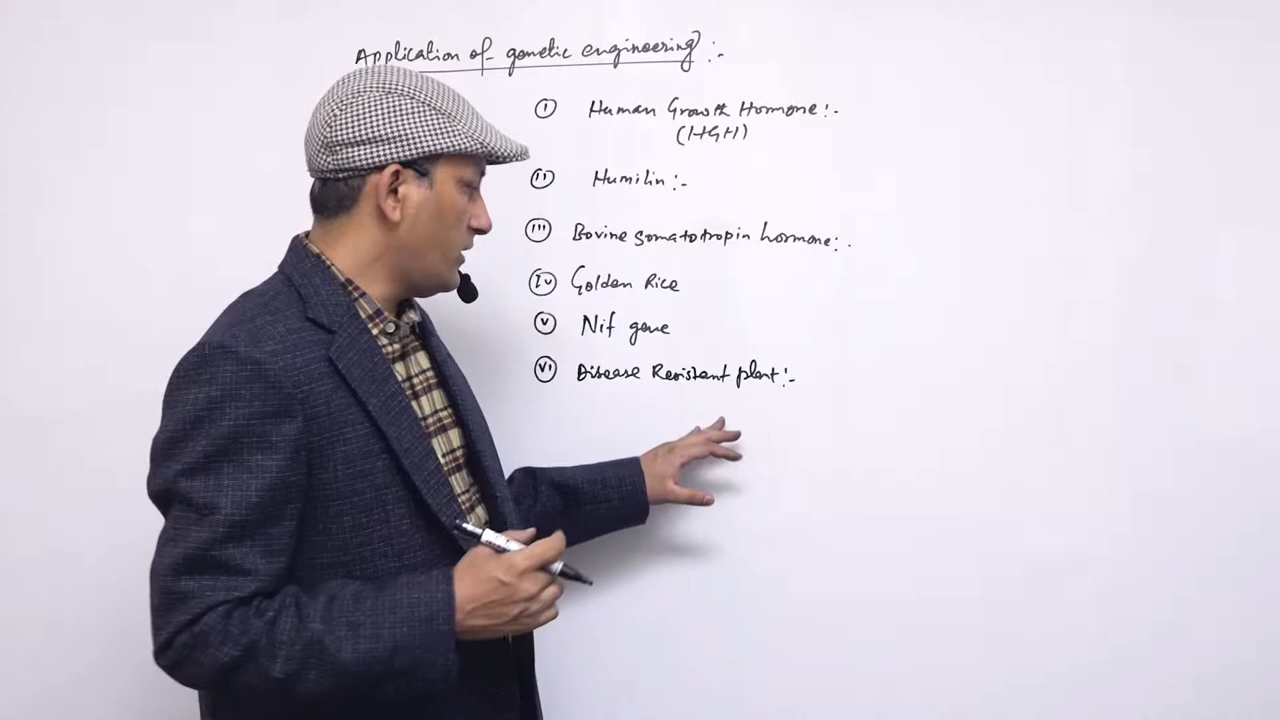 Application of genetic engineering :-
(i) Human Growth Hormone :-
(HGH)
(ii) Humilin :-
(iii) Bovine somatotropin hormone :.
(iv) Golden Rice
(v) Nif gene
(vi) Disease Resistant plant :-